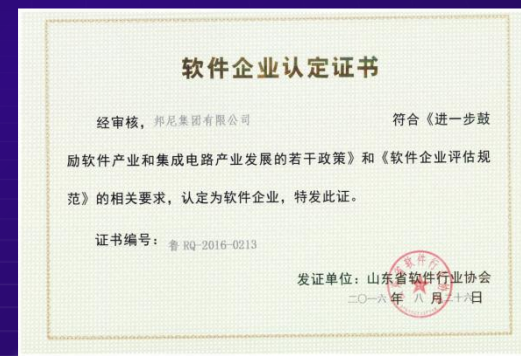 软件企业认定证书
经审核，邦尼集团有限公司 符合《进一步鼓
励软件产业和集成电路产业发展的若干政策》和《软件企业评估规
范》的相关要求，认定为软件企业，特发此证。
证书编号：鲁 RQ-2016-0213
发证单位：山东省软件行业协会
二〇一六 年 八 月 二十六 日